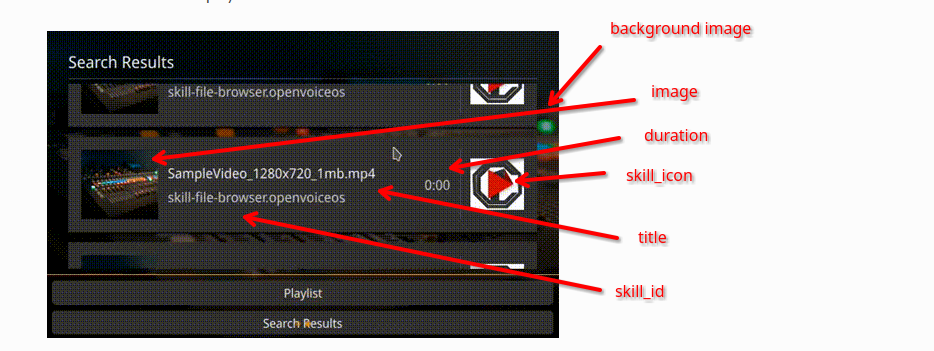 background image
Search Results
image
skill-file-browser.openvoiceos
duration
SampleVideo_1280x720_1mb.mp4
0:00
skill_icon
skill-file-browser.openvoiceos
title
skill_id
Playlist
Search Results